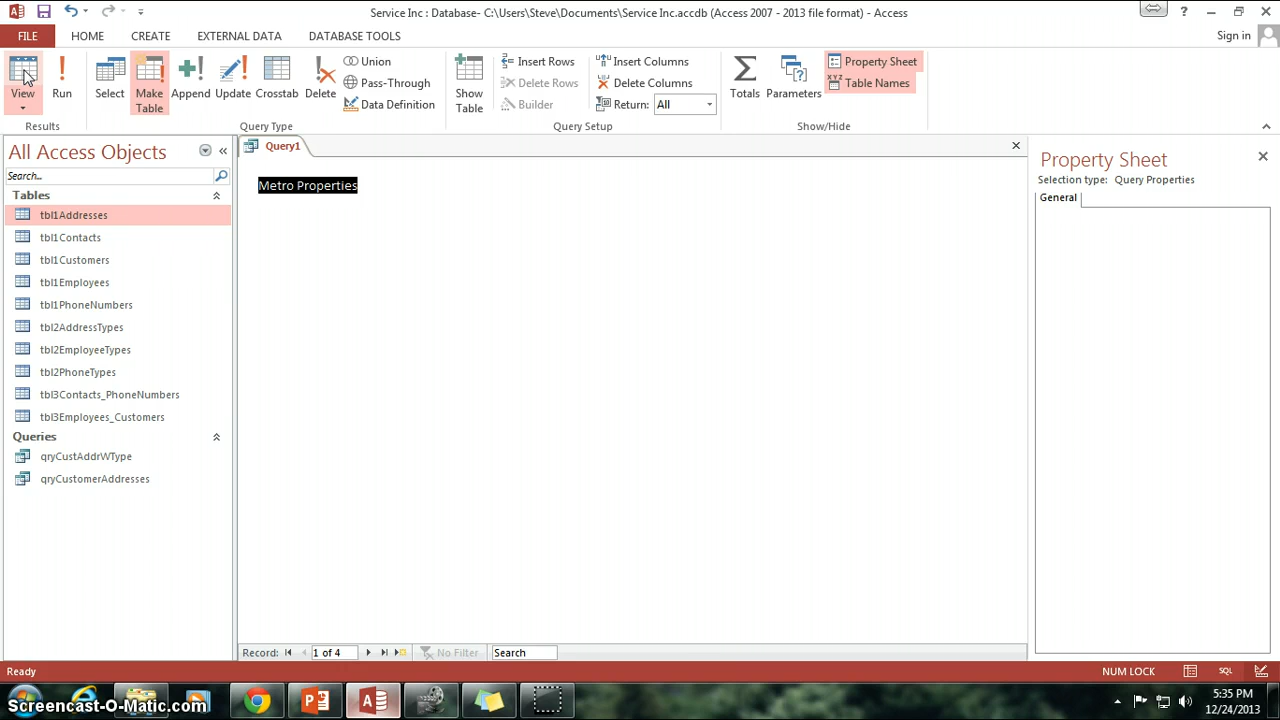 Service Inc : Database- C:\Users\Steve\Documents\Service Inc.accdb (Access 2007 - 2013 file format) - Access
Sign in
FILE HOME CREATE EXTERNAL DATA DATABASE TOOLS
View
Run
Results
Select
Make Table
Append
Update
Crosstab
Delete
Union
Pass-Through
Data Definition
Query Type
Show Table
Insert Rows
Delete Rows
Builder
Insert Columns
Delete Columns
Return: All
Query Setup
Totals
Parameters
Property Sheet
XYZ Table Names
Show/Hide
All Access Objects
Search...
Tables
tbl1Addresses
tbl1Contacts
tbl1Customers
tbl1Employees
tbl1PhoneNumbers
tbl2AddressTypes
tbl2EmployeeTypes
tbl2PhoneTypes
tbl3Contacts_PhoneNumbers
tbl3Employees_Customers
Queries
qryCustAddrWType
qryCustomerAddresses
Query1
Metro Properties
Record: 1 of 4 No Filter Search
Property Sheet
Selection type: Query Properties
General
Ready
NUM LOCK SQL
Screencast-O-Matic.com
5:35 PM
12/24/2013